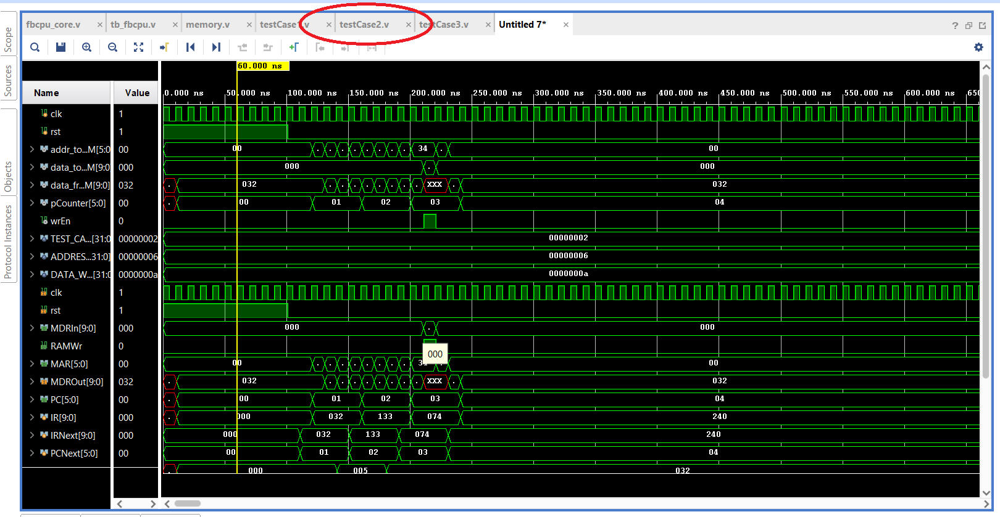 Scope
Sources
Objects
Protocol Instances
fbcpu_core.v × tb_fbcpu.v × memory.v × testCase1.v × testCase2.v × testCase3.v × Untitled 7* ×
?
60.000 ns
Name Value
0.000 ns 50.000 ns 100.000 ns 150.000 ns 200.000 ns 250.000 ns 300.000 ns 350.000 ns 400.000 ns 450.000 ns 500.000 ns 550.000 ns 600.000 ns 650
clk 1
rst 1
addr_to...M[5:0 00 00 . . . . . . . . 34 . 00
data_to...M[9:0 000 000 . 000
data_fr...M[9:0] 032 . 032 . . . . . . . . XXX . 032
pCounter[5:0] 00 . 00 01 02 03 04
wrEn 0
TEST_CA...[31:0 00000002 00000002
ADDRES...31:0] 00000006 00000006
DATA_W...[31:0 0000000a 0000000a
clk 1
rst 1
MDRIn[9:0] 000 000 . 000
RAMWr 0
000
MAR[5:0] 00 00 . . . . . . . . 34 . 00
MDROut[9:0] 032 . 032 . . . . . . . . XXX . 032
PC[5:0] 00 . 00 01 02 03 04
IR[9:0] 000 . 000 032 133 074 240
IRNext[9:0] 000 000 032 133 074 240
PCNext[5:0] 00 00 01 02 03 04
. 000 005 032